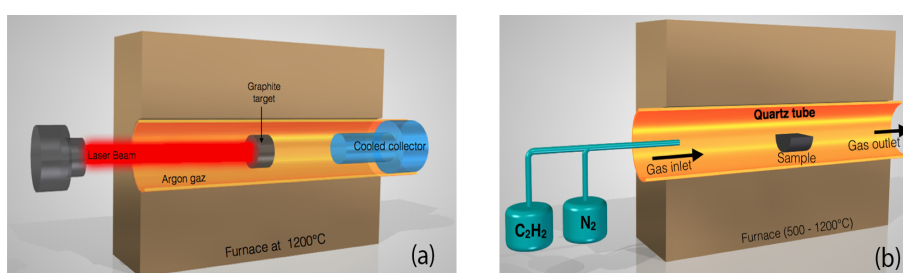 Graphite
target
Laser Beam
Cooled collector
Argon gaz
Furnace at 1200°C
(a)
Quartz tube
Gas outlet
Sample
Gas inlet
C₂H₂
N₂
Furnace (500 - 1200°C)
(b)